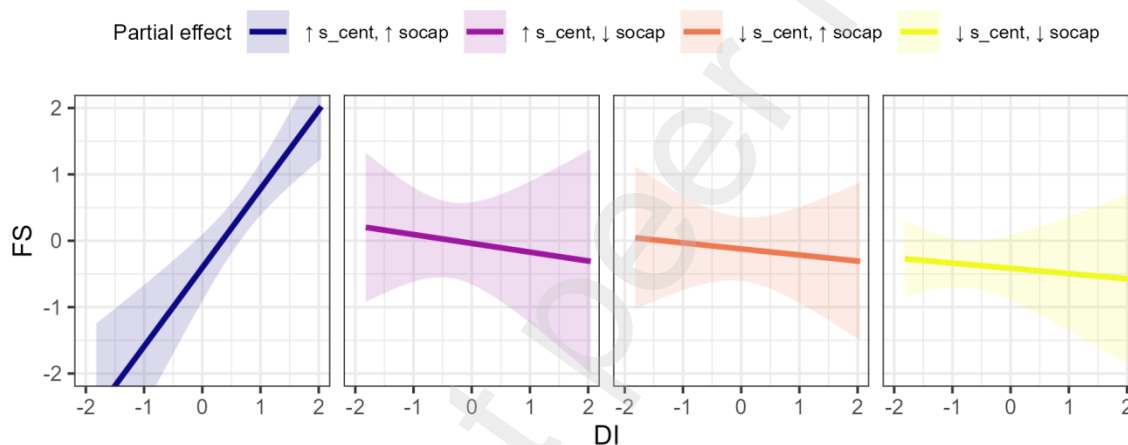 Partial effect ↑ s_cent, ↑ socap ↑ s_cent, ↓ socap ↓ s_cent, ↑ socap ↓ s_cent, ↓ socap
2
1
0
-1
-2
FS
-2 -1 0 1 2 -2 -1 0 1 2 -2 -1 0 1 2 -2 -1 0 1 2
DI
t peer